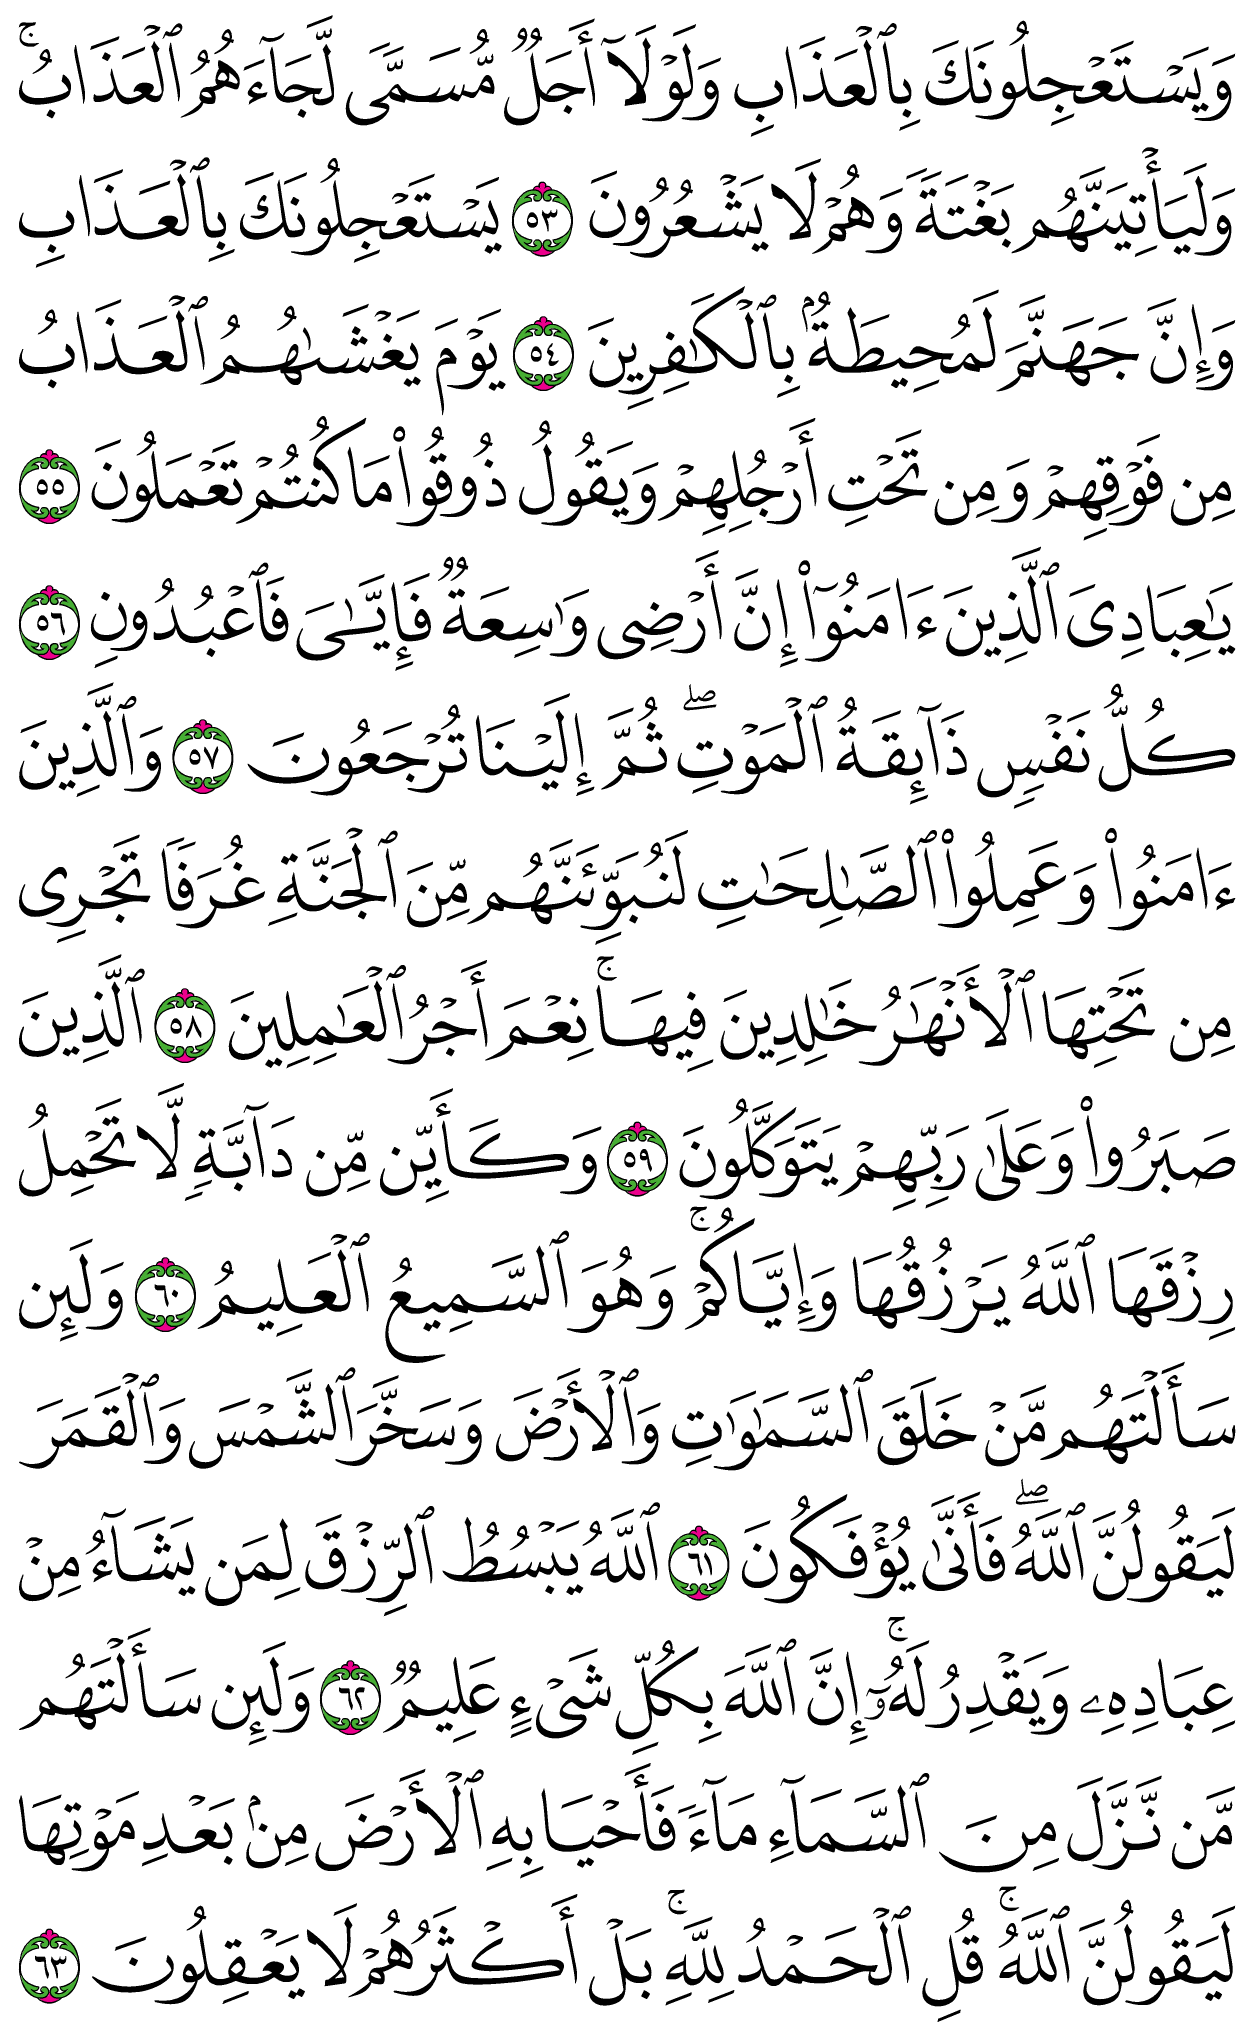 وَيَسۡتَعۡجِلُونَكَ بِٱلۡعَذَابِ وَلَوۡلَآ أَجَلٞ مُّسَمّٗى لَّجَآءَهُمُ ٱلۡعَذَابُۚ
وَلَيَأۡتِيَنَّهُم بَغۡتَةٗ وَهُمۡ لَا يَشۡعُرُونَ ٥٣ يَسۡتَعۡجِلُونَكَ بِٱلۡعَذَابِ
وَإِنَّ جَهَنَّمَ لَمُحِيطَةُۢ بِٱلۡكَٰفِرِينَ ٥٤ يَوۡمَ يَغۡشَىٰهُمُ ٱلۡعَذَابُ
مِن فَوۡقِهِمۡ وَمِن تَحۡتِ أَرۡجُلِهِمۡ وَيَقُولُ ذُوقُواْ مَا كُنتُمۡ تَعۡمَلُونَ ٥٥
يَٰعِبَادِيَ ٱلَّذِينَ ءَامَنُوٓاْ إِنَّ أَرۡضِي وَٰسِعَةٞ فَإِيَّٰيَ فَٱعۡبُدُونِ ٥٦
كُلُّ نَفۡسٖ ذَآئِقَةُ ٱلۡمَوۡتِۖ ثُمَّ إِلَيۡنَا تُرۡجَعُونَ ٥٧ وَٱلَّذِينَ
ءَامَنُواْ وَعَمِلُواْ ٱلصَّٰلِحَٰتِ لَنُبَوِّئَنَّهُم مِّنَ ٱلۡجَنَّةِ غُرَفٗا تَجۡرِي
مِن تَحۡتِهَا ٱلۡأَنۡهَٰرُ خَٰلِدِينَ فِيهَاۚ نِعۡمَ أَجۡرُ ٱلۡعَٰمِلِينَ ٥٨ ٱلَّذِينَ
صَبَرُواْ وَعَلَىٰ رَبِّهِمۡ يَتَوَكَّلُونَ ٥٩ وَكَأَيِّن مِّن دَآبَّةٖ لَّا تَحۡمِلُ
رِزۡقَهَا ٱللَّهُ يَرۡزُقُهَا وَإِيَّاكُمۡۚ وَهُوَ ٱلسَّمِيعُ ٱلۡعَلِيمُ ٦٠ وَلَئِن
سَأَلۡتَهُم مَّنۡ خَلَقَ ٱلسَّمَٰوَٰتِ وَٱلۡأَرۡضَ وَسَخَّرَ ٱلشَّمۡسَ وَٱلۡقَمَرَ
لَيَقُولُنَّ ٱللَّهُۖ فَأَنَّىٰ يُؤۡفَكُونَ ٦١ ٱللَّهُ يَبۡسُطُ ٱلرِّزۡقَ لِمَن يَشَآءُ مِنۡ
عِبَادِهِۦ وَيَقۡدِرُ لَهُۥٓۚ إِنَّ ٱللَّهَ بِكُلِّ شَيۡءٍ عَلِيمٞ ٦٢ وَلَئِن سَأَلۡتَهُم
مَّن نَّزَّلَ مِنَ ٱلسَّمَآءِ مَآءٗ فَأَحۡيَا بِهِ ٱلۡأَرۡضَ مِنۢ بَعۡدِ مَوۡتِهَا
لَيَقُولُنَّ ٱللَّهُۚ قُلِ ٱلۡحَمۡدُ لِلَّهِۚ بَلۡ أَكۡثَرُهُمۡ لَا يَعۡقِلُونَ ٦٣